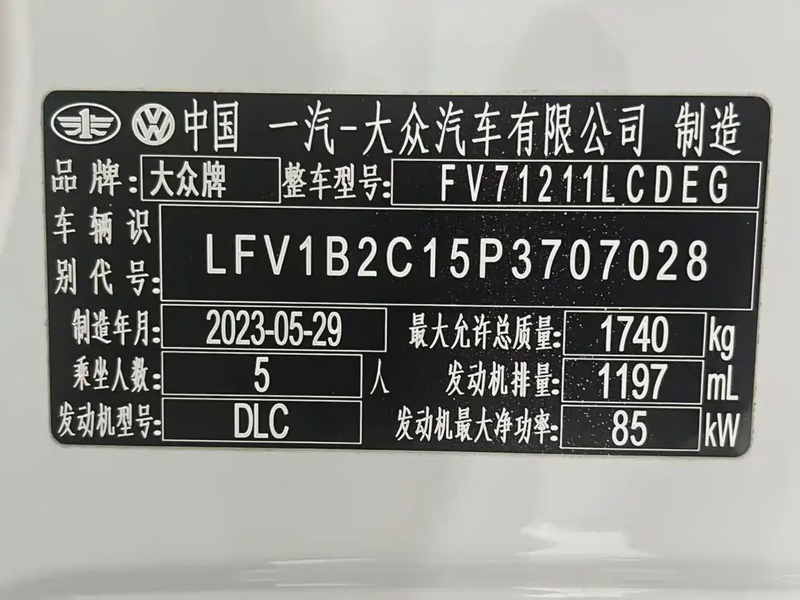 中国 一汽-大众汽车有限公司 制造
品牌: 大众牌 整车型号: FV71211LCDEG
车辆识别代号: LFV1B2C15P3707028
制造年月: 2023-05-29 最大允许总质量: 1740 kg
乘坐人数: 5 人 发动机排量: 1197 mL
发动机型号: DLC 发动机最大净功率: 85 kW